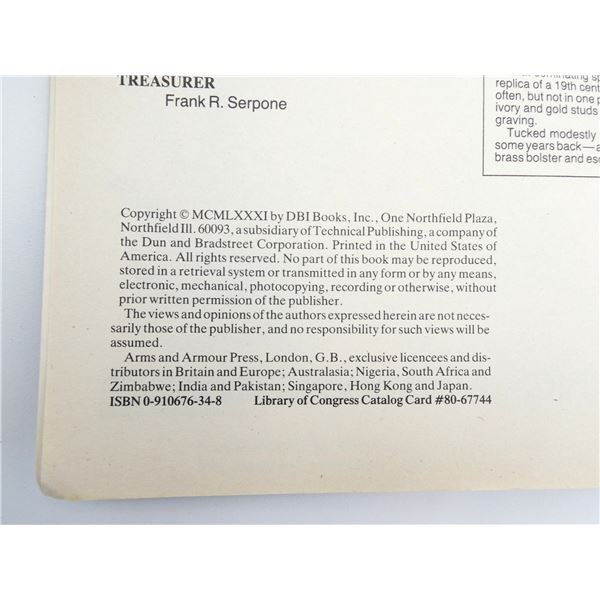 TREASURER
Frank R. Serpone
replica of a 19th cent
often, but not in one p
ivory and gold studs
graving.
Tucked modestly
some years back—a
brass bolster and esc
Copyright © MCMLXXXI by DBI Books, Inc., One Northfield Plaza,
Northfield Ill. 60093, a subsidiary of Technical Publishing, a company of
the Dun and Bradstreet Corporation. Printed in the United States of
America. All rights reserved. No part of this book may be reproduced,
stored in a retrieval system or transmitted in any form or by any means,
electronic, mechanical, photocopying, recording or otherwise, without
prior written permission of the publisher.
The views and opinions of the authors expressed herein are not neces-
sarily those of the publisher, and no responsibility for such views will be
assumed.
Arms and Armour Press, London, G.B., exclusive licencees and dis-
tributors in Britain and Europe; Australasia; Nigeria, South Africa and
Zimbabwe; India and Pakistan; Singapore, Hong Kong and Japan.
ISBN 0-910676-34-8 Library of Congress Catalog Card #80-67744